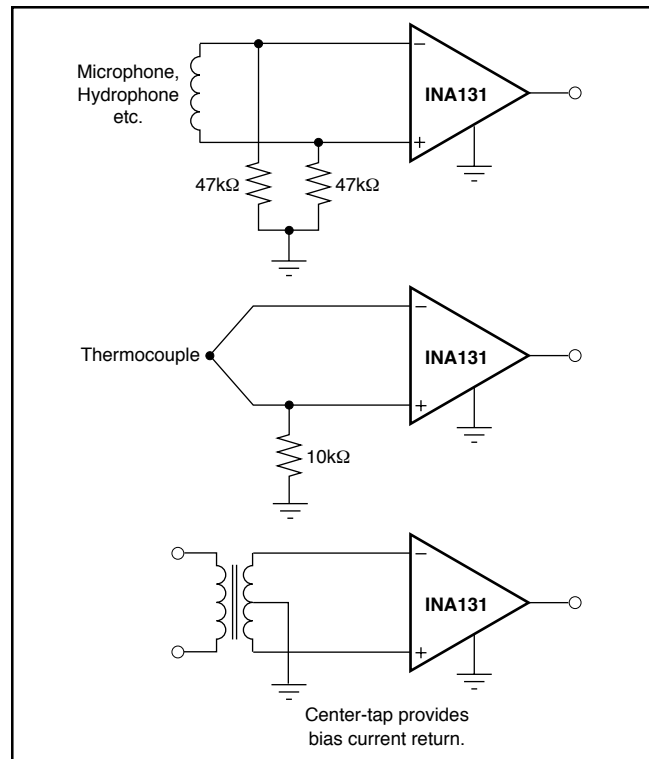 Microphone,
Hydrophone
etc.
−
INA131
+
47kΩ
47kΩ
Thermocouple
−
INA131
+
10kΩ
−
INA131
+
Center-tap provides
bias current return.